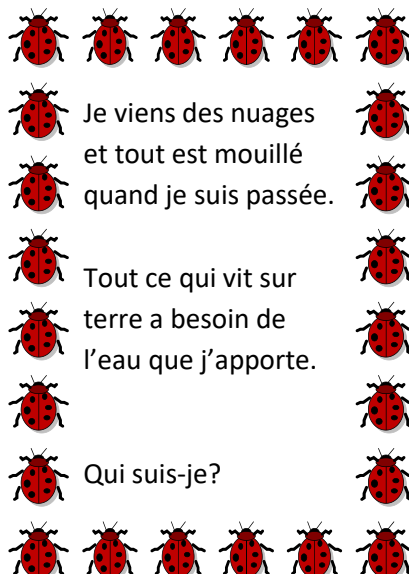 Je viens des nuages
et tout est mouillé
quand je suis passée.
Tout ce qui vit sur
terre a besoin de
l’eau que j’apporte.
Qui suis-je?